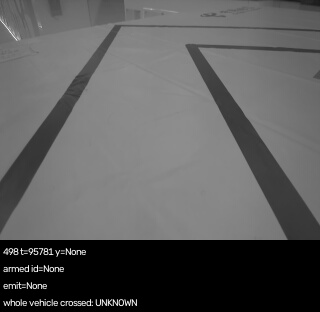 498 t=95781 y=None
armed id=None
emit=None
whole vehicle crossed: UNKNOWN